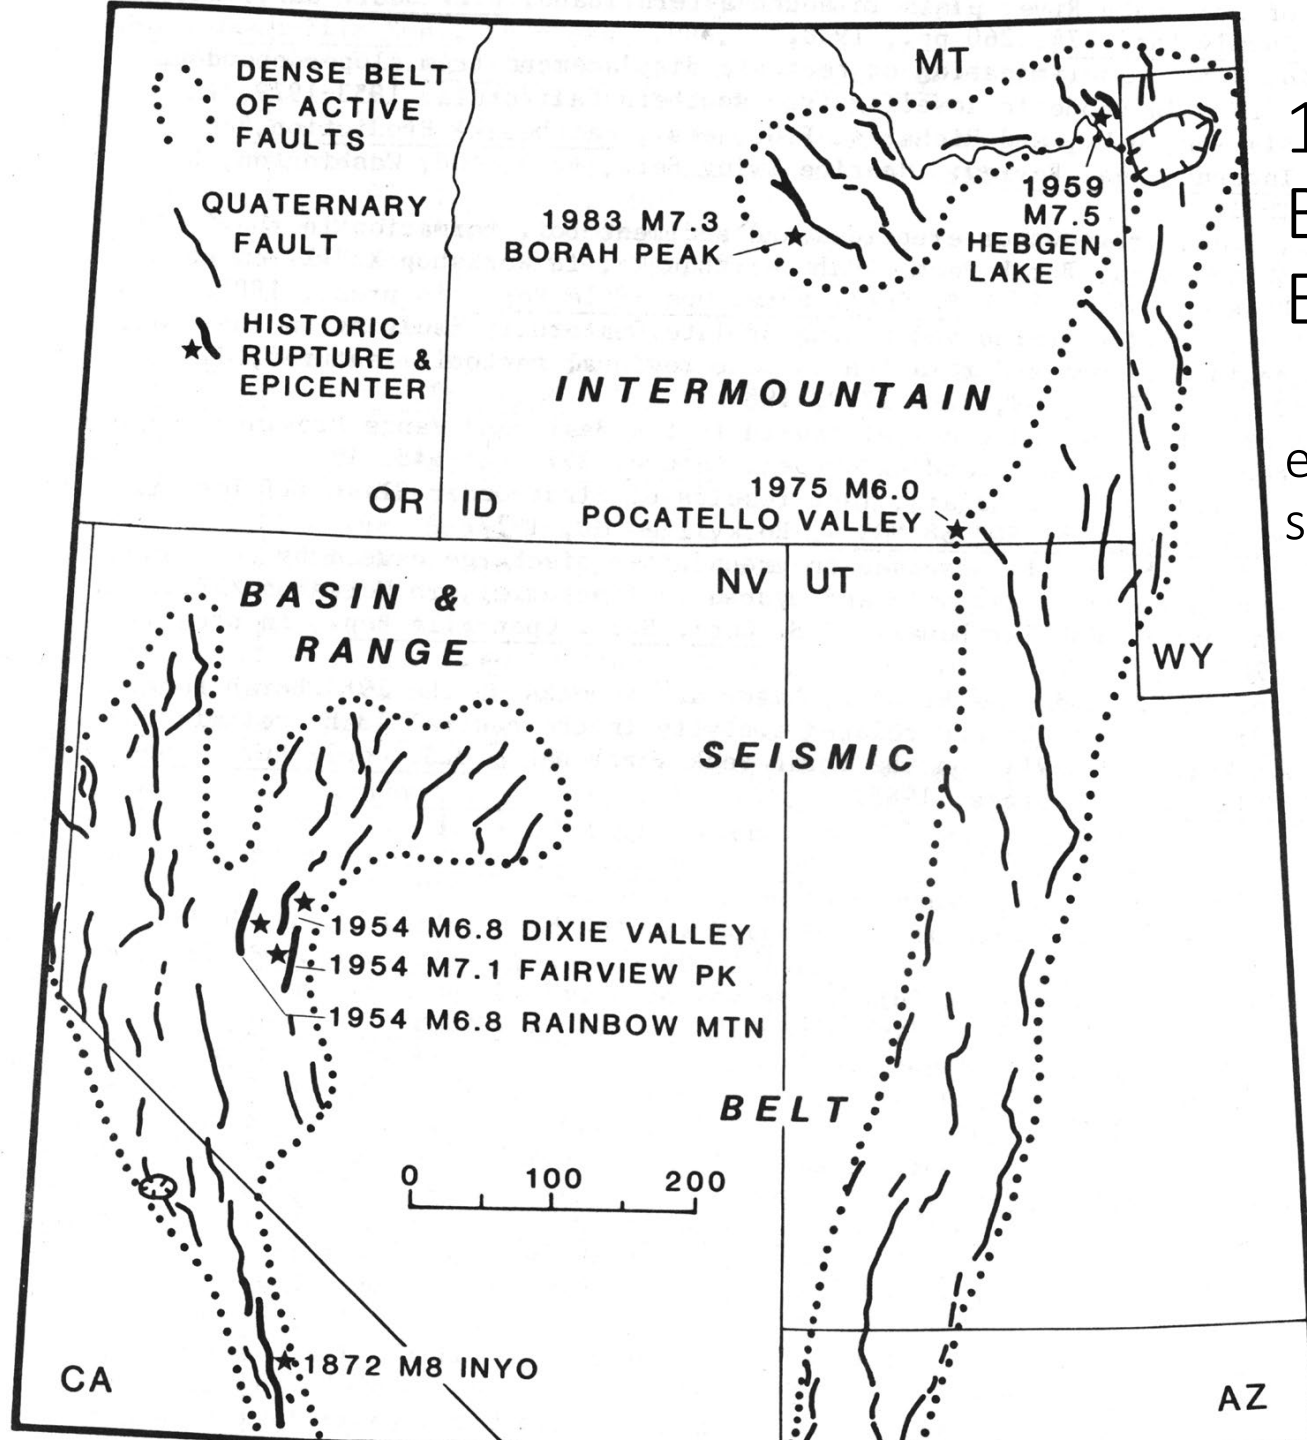 DENSE BELT
OF ACTIVE
FAULTS
QUATERNARY
FAULT
HISTORIC
RUPTURE &
EPICENTER
MT
1983 M7.3
BORAH PEAK
1959
M7.5
HEBGEN
LAKE
INTERMOUNTAIN
OR ID
1975 M6.0
POCATELLO VALLEY
NV UT
BASIN &
RANGE
WY
SEISMIC
1954 M6.8 DIXIE VALLEY
1954 M7.1 FAIRVIEW PK
1954 M6.8 RAINBOW MTN
BELT
0 100 200
1872 M8 INYO
CA
AZ
1
E
E
e
s